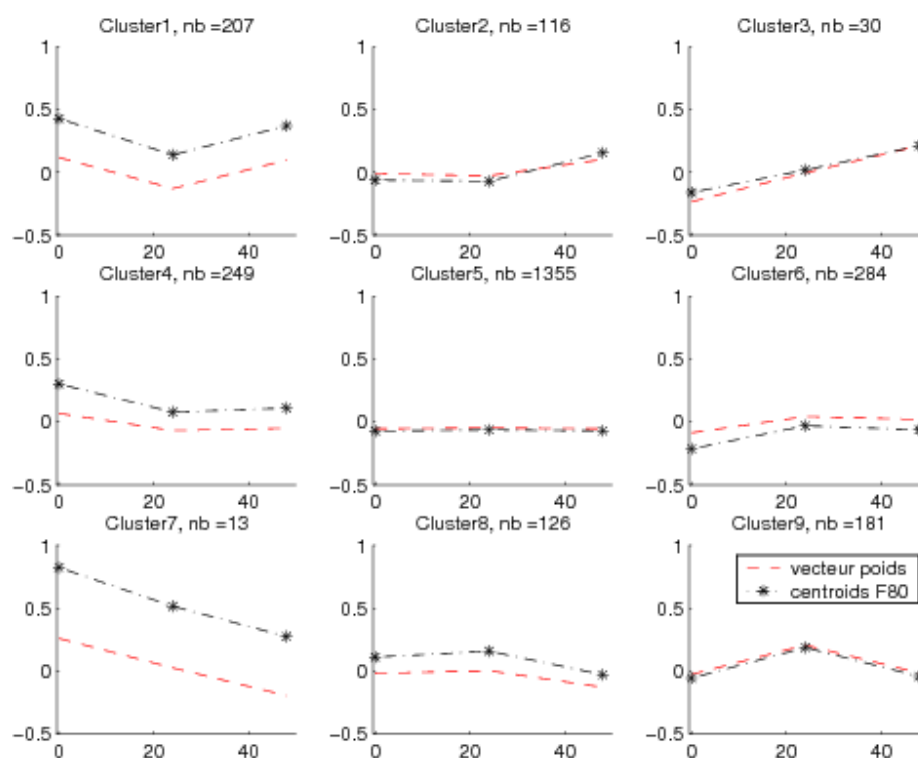 Cluster1, nb =207
1
0.5
0
−0.5
0 20 40
Cluster2, nb =116
1
0.5
0
−0.5
0 20 40
Cluster3, nb =30
1
0.5
0
−0.5
0 20 40
Cluster4, nb =249
1
0.5
0
−0.5
0 20 40
Cluster5, nb =1355
1
0.5
0
−0.5
0 20 40
Cluster6, nb =284
1
0.5
0
−0.5
0 20 40
Cluster7, nb =13
1
0.5
0
−0.5
0 20 40
Cluster8, nb =126
1
0.5
0
−0.5
0 20 40
Cluster9, nb =181
1
0.5
0
−0.5
0 20 40
vecteur poids
centroids F80